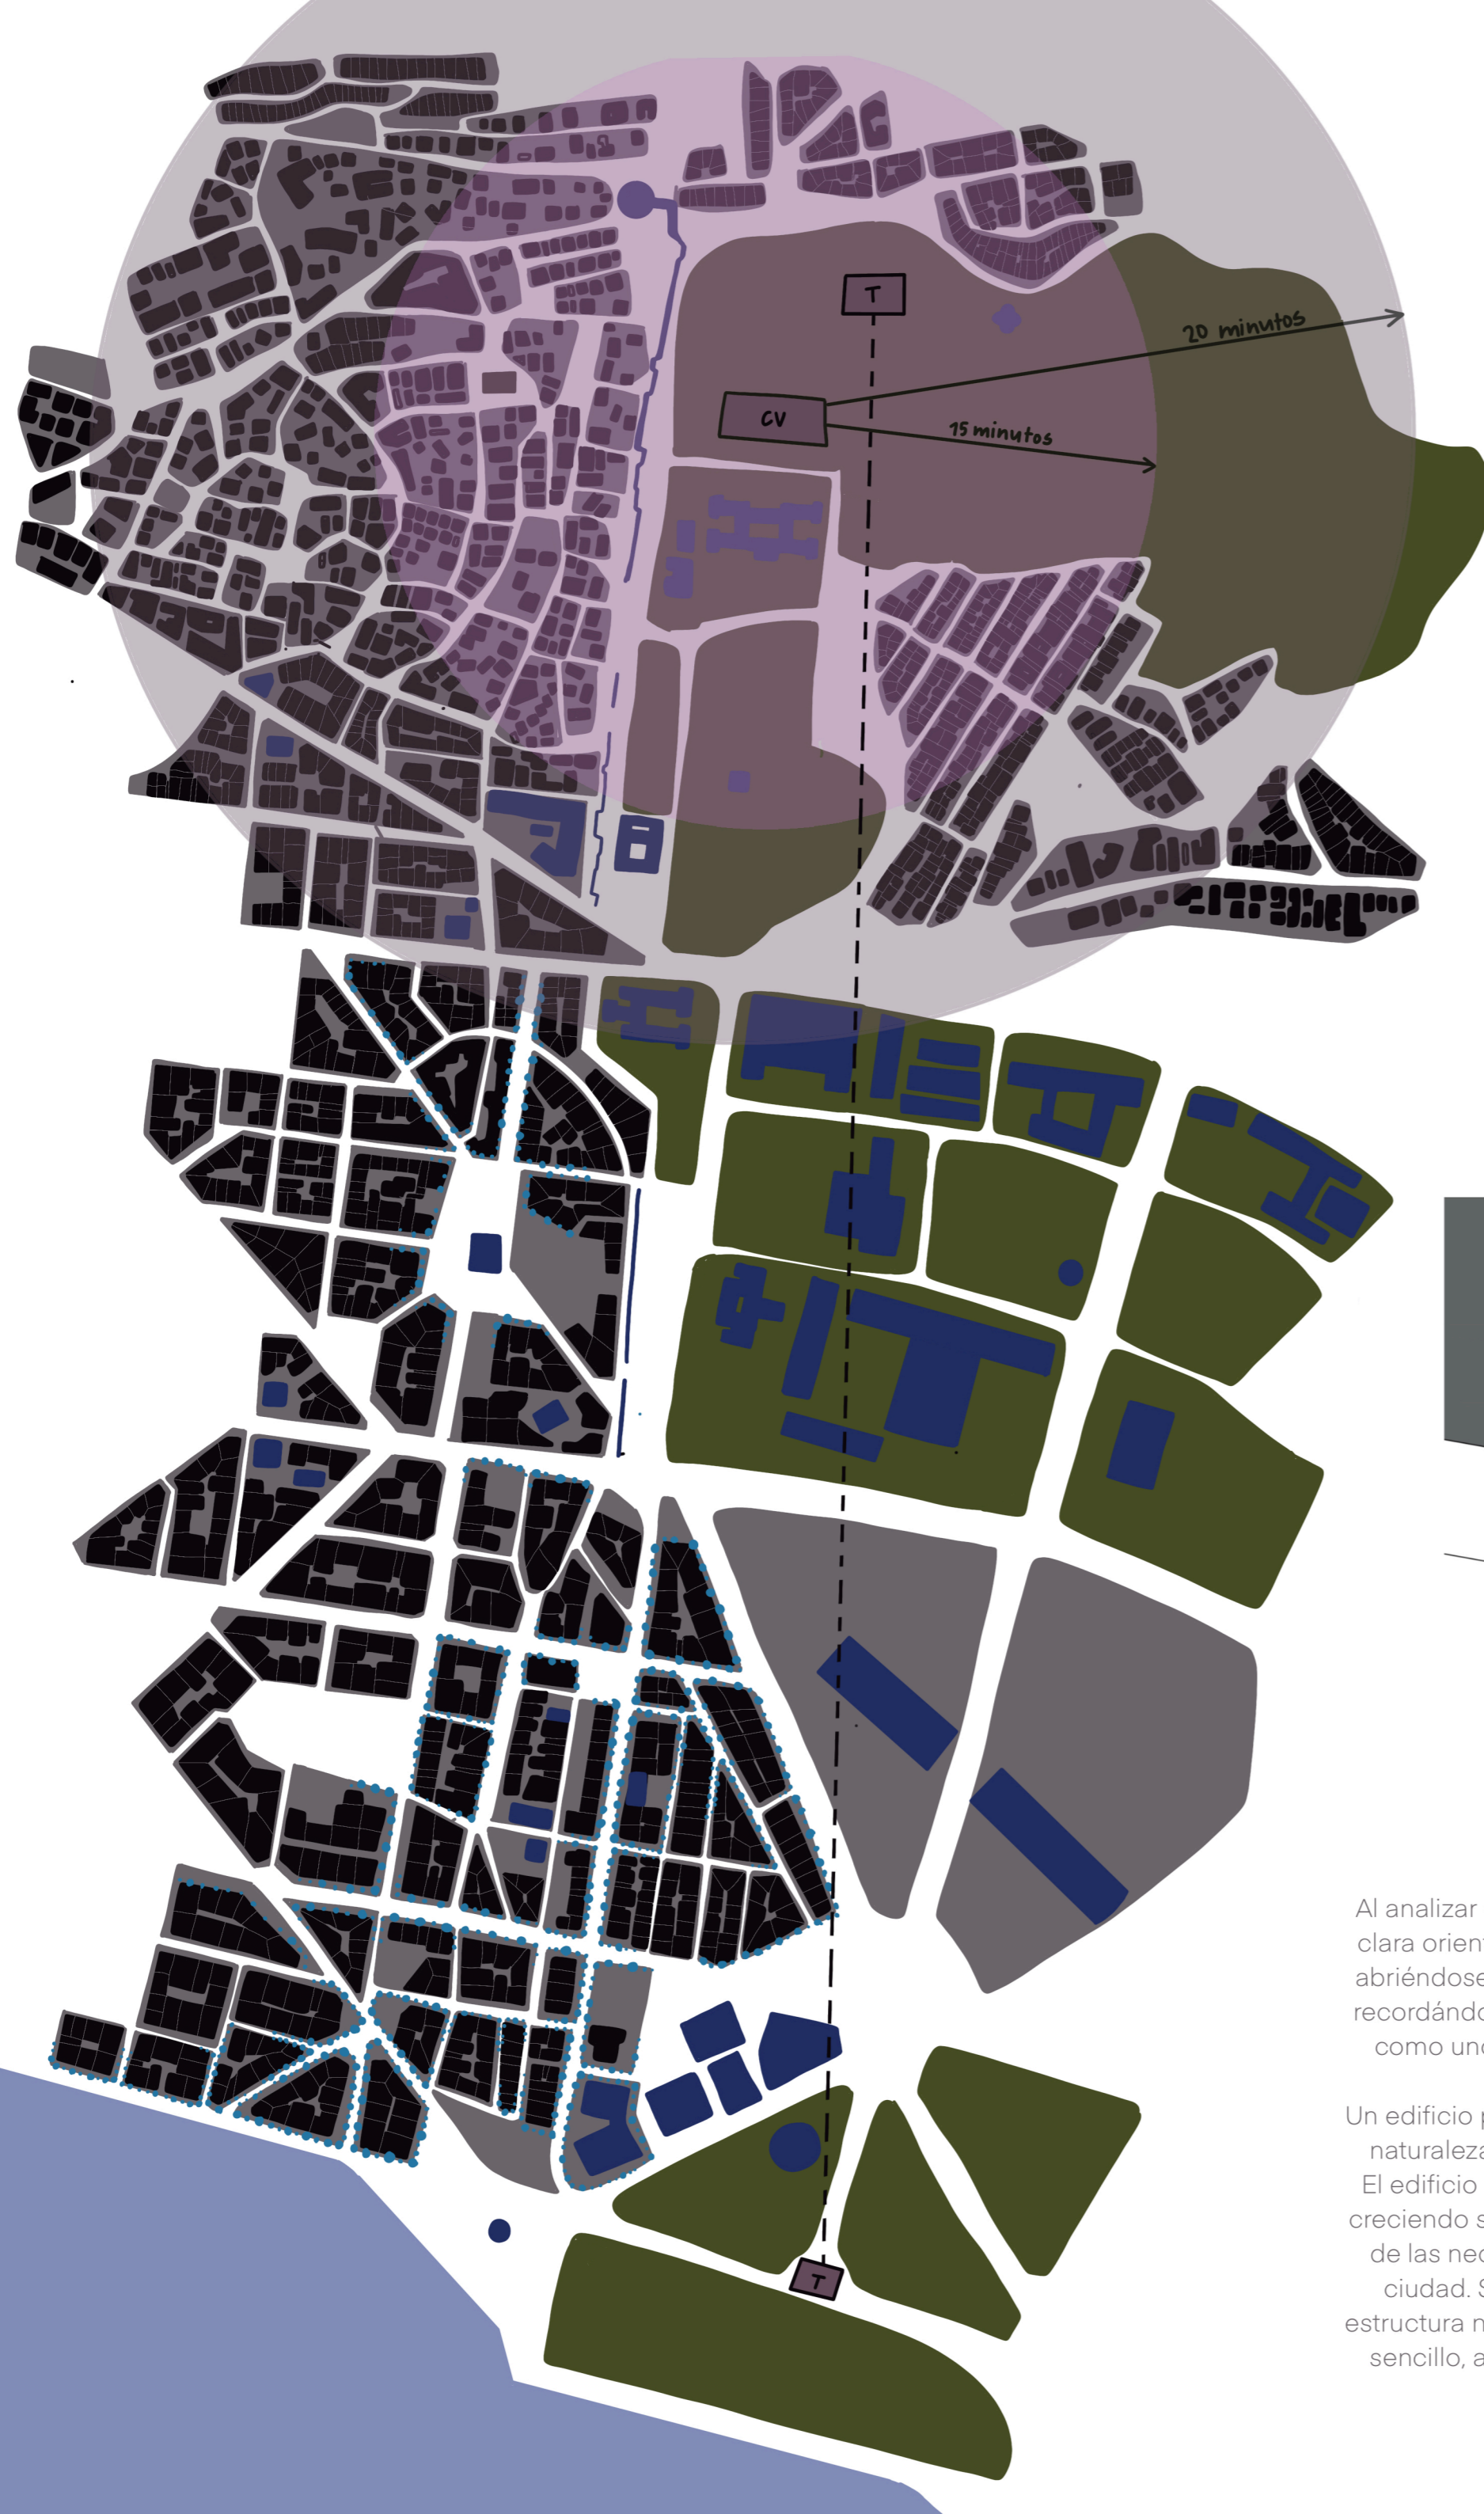 T
20 minutos
CV
15 minutos
Al analizar
clara orien
abriéndose
recordándo
como un
Un edificio
naturaleza
El edificio
creciendo s
de las nec
ciudad. S
estructura n
sencillo, a
T